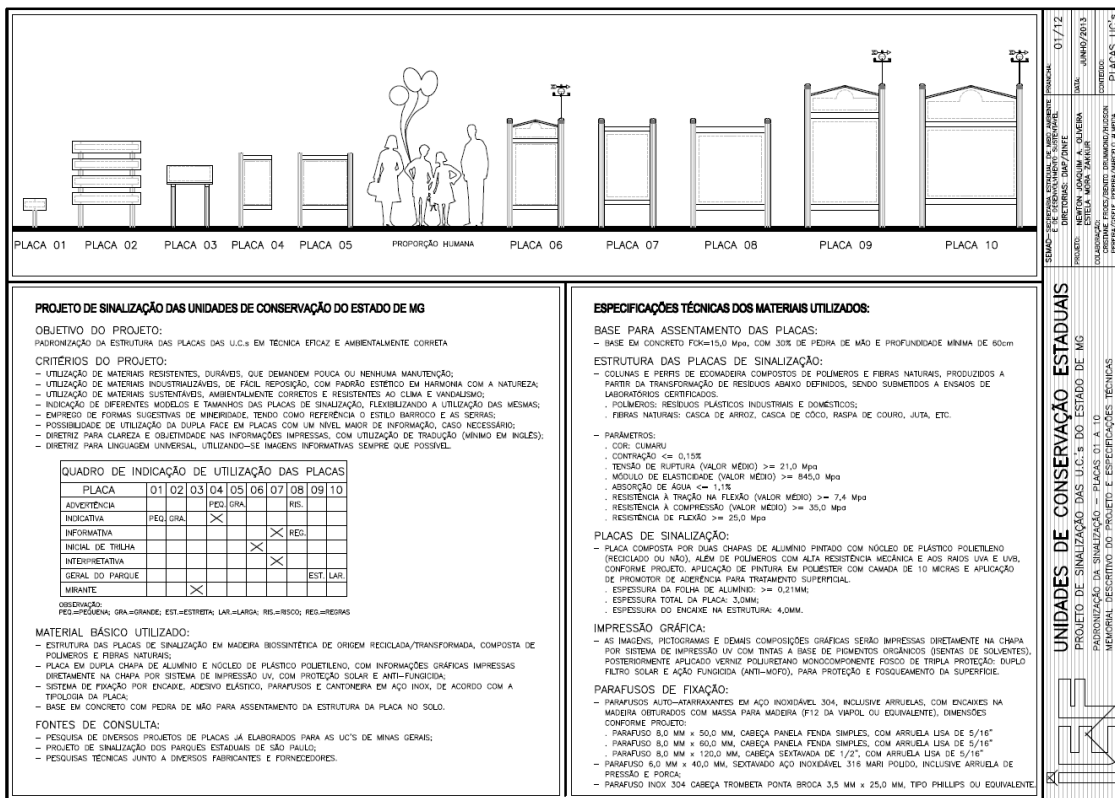 PLACA 01
PLACA 02
PLACA 03
PLACA 04
PLACA 05
PROPORÇÃO HUMANA
PLACA 06
PLACA 07
PLACA 08
PLACA 09
PLACA 10
PROJETO DE SINALIZAÇÃO DAS UNIDADES DE CONSERVAÇÃO DO ESTADO DE MG
OBJETIVO DO PROJETO:
PADRONIZAÇÃO DA ESTRUTURA DAS PLACAS DAS U.C.s EM TÉCNICA EFICAZ E AMBIENTALMENTE CORRETA
CRITÉRIOS DO PROJETO:
– UTILIZAÇÃO DE MATERIAIS RESISTENTES, DURÁVEIS, QUE DEMANDEM POUCA OU NENHUMA MANUTENÇÃO;
– UTILIZAÇÃO DE MATERIAIS INDUSTRIALIZÁVEIS, DE FÁCIL REPOSIÇÃO, COM PADRÃO ESTÉTICO EM HARMONIA COM A NATUREZA;
– UTILIZAÇÃO DE MATERIAIS SUSTENTÁVEIS, AMBIENTALMENTE CORRETOS E RESISTENTES AO CLIMA E VANDALISMO;
– INDICAÇÃO DE DIFERENTES MODELOS E TAMANHOS DAS PLACAS DE SINALIZAÇÃO, FLEXIBILIZANDO A UTILIZAÇÃO DAS MESMAS;
– EMPREGO DE FORMAS SUGESTIVAS DE MINEIRIDADE, TENDO COMO REFERÊNCIA O ESTILO BARROCO E AS SERRAS;
– POSSIBILIDADE DE UTILIZAÇÃO DA DUPLA FACE EM PLACAS COM UM NÍVEL MAIOR DE INFORMAÇÃO, CASO NECESSÁRIO;
– DIRETRIZ PARA CLAREZA E OBJETIVIDADE NAS INFORMAÇÕES IMPRESSAS, COM UTILIZAÇÃO DE TRADUÇÃO (MÍNIMO EM INGLÊS);
– DIRETRIZ PARA LINGUAGEM UNIVERSAL, UTILIZANDO–SE IMAGENS INFORMATIVAS SEMPRE QUE POSSÍVEL.
QUADRO DE INDICAÇÃO DE UTILIZAÇÃO DAS PLACAS
PLACA 01 02 03 04 05 06 07 08 09 10
ADVERTÊNCIA PEQ. GRA. RIS.
INDICATIVA PEQ. GRA.
INFORMATIVA REG.
INICIAL DE TRILHA
INTERPRETATIVA
GERAL DO PARQUE EST. LAR.
MIRANTE
OBSERVAÇÃO:
PEQ.=PEQUENA; GRA.=GRANDE; EST.=ESTREITA; LAR.=LARGA; RIS.=RISCO; REG.=REGRAS
MATERIAL BÁSICO UTILIZADO:
– ESTRUTURA DAS PLACAS DE SINALIZAÇÃO EM MADEIRA BIOSSINTÉTICA DE ORIGEM RECICLADA/TRANSFORMADA, COMPOSTA DE
POLÍMEROS E FIBRAS NATURAIS;
– PLACA EM DUPLA CHAPA DE ALUMÍNIO E NÚCLEO DE PLÁSTICO POLIETILENO, COM INFORMAÇÕES GRÁFICAS IMPRESSAS
DIRETAMENTE NA CHAPA POR SISTEMA DE IMPRESSÃO UV, COM PROTEÇÃO SOLAR E ANTI–FUNGICIDA;
– SISTEMA DE FIXAÇÃO POR ENCAIXE, ADESIVO ELÁSTICO, PARAFUSOS E CANTONEIRA EM AÇO INOX, DE ACORDO COM A
TIPOLOGIA DA PLACA;
– BASE EM CONCRETO COM PEDRA DE MÃO PARA ASSENTAMENTO DA ESTRUTURA DA PLACA NO SOLO.
FONTES DE CONSULTA:
– PESQUISA DE DIVERSOS PROJETOS DE PLACAS JÁ ELABORADOS PARA AS UC'S DE MINAS GERAIS;
– PROJETO DE SINALIZAÇÃO DOS PARQUES ESTADUAIS DE SÃO PAULO;
– PESQUISAS TÉCNICAS JUNTO A DIVERSOS FABRICANTES E FORNECEDORES.
ESPECIFICAÇÕES TÉCNICAS DOS MATERIAIS UTILIZADOS:
BASE PARA ASSENTAMENTO DAS PLACAS:
– BASE EM CONCRETO FCK=15,0 Mpa, COM 30% DE PEDRA DE MÃO E PROFUNDIDADE MÍNIMA DE 60cm
ESTRUTURA DAS PLACAS DE SINALIZAÇÃO:
– COLUNAS E PERFIS DE ECOMADEIRA COMPOSTOS DE POLÍMEROS E FIBRAS NATURAIS, PRODUZIDOS A
PARTIR DA TRANSFORMAÇÃO DE RESÍDUOS ABAIXO DEFINIDOS, SENDO SUBMETIDOS A ENSAIOS DE
LABORATÓRIOS CERTIFICADOS.
. POLÍMEROS: RESÍDUOS PLÁSTICOS INDUSTRIAIS E DOMÉSTICOS;
. FIBRAS NATURAIS: CASCA DE ARROZ, CASCA DE CÔCO, RASPA DE COURO, JUTA, ETC.
– PARÂMETROS:
. COR: CUMARU
. CONTRAÇÃO <= 0,15%
. TENSÃO DE RUPTURA (VALOR MÉDIO) >= 21,0 Mpa
. MÓDULO DE ELASTICIDADE (VALOR MÉDIO) >= 845,0 Mpa
. ABSORÇÃO DE ÁGUA <= 1,1%
. RESISTÊNCIA À TRAÇÃO NA FLEXÃO (VALOR MÉDIO) >= 7,4 Mpa
. RESISTÊNCIA À COMPRESSÃO (VALOR MÉDIO) >= 35,0 Mpa
. RESISTÊNCIA DE FLEXÃO >= 25,0 Mpa
PLACAS DE SINALIZAÇÃO:
– PLACA COMPOSTA POR DUAS CHAPAS DE ALUMÍNIO PINTADO COM NÚCLEO DE PLÁSTICO POLIETILENO
(RECICLADO OU NÃO), ALÉM DE POLÍMEROS COM ALTA RESISTÊNCIA MECÂNICA E AOS RAIOS UVA E UVB,
CONFORME PROJETO. APLICAÇÃO DE PINTURA EM POLIÉSTER COM CAMADA DE 10 MICRAS E APLICAÇÃO
DE PROMOTOR DE ADERÊNCIA PARA TRATAMENTO SUPERFICIAL.
. ESPESSURA DA FOLHA DE ALUMÍNIO: >= 0,21MM;
. ESPESSURA TOTAL DA PLACA: 3,0MM;
. ESPESSURA DO ENCAIXE NA ESTRUTURA: 4,0MM.
IMPRESSÃO GRÁFICA:
– AS IMAGENS, PICTOGRAMAS E DEMAIS COMPOSIÇÕES GRÁFICAS SERÃO IMPRESSAS DIRETAMENTE NA CHAPA
POR SISTEMA DE IMPRESSÃO UV COM TINTAS A BASE DE PIGMENTOS ORGÂNICOS (ISENTAS DE SOLVENTES),
POSTERIORMENTE APLICADO VERNIZ POLIURETANO MONOCOMPONENTE FOSCO DE TRIPLA PROTEÇÃO: DUPLO
FILTRO SOLAR E AÇÃO FUNGICIDA (ANTI–MOFO), PARA PROTEÇÃO E FOSQUEAMENTO DA SUPERFÍCIE.
PARAFUSOS DE FIXAÇÃO:
– PARAFUSOS AUTO–ATARRAXANTES EM AÇO INOXIDÁVEL 304, INCLUSIVE ARRUELAS, COM ENCAIXES NA
MADEIRA OBTURADOS COM MASSA PARA MADEIRA (F12 DA VIAPOL OU EQUIVALENTE), DIMENSÕES
CONFORME PROJETO:
. PARAFUSO 8,0 MM x 50,0 MM, CABEÇA PANELA FENDA SIMPLES, COM ARRUELA LISA DE 5/16"
. PARAFUSO 8,0 MM x 60,0 MM, CABEÇA PANELA FENDA SIMPLES, COM ARRUELA LISA DE 5/16"
. PARAFUSO 8,0 MM x 120,0 MM, CABEÇA SEXTAVADA DE 1/2", COM ARRUELA LISA DE 5/16"
– PARAFUSO 6,0 MM x 40,0 MM, SEXTAVADO AÇO INOXIDÁVEL 316 MARI POLIDO, INCLUSIVE ARRUELA DE
PRESSÃO E PORCA;
– PARAFUSO INOX 304 CABEÇA TROMBETA PONTA BROCA 3,5 MM x 25,0 MM, TIPO PHILLIPS OU EQUIVALENTE.
UNIDADES DE CONSERVAÇÃO ESTADUAIS
PROJETO DE SINALIZAÇÃO DAS U.C.'s DO ESTADO DE MG
PADRONIZAÇÃO DA SINALIZAÇÃO – PLACAS 01 A 10
MEMORIAL DESCRITIVO DO PROJETO E ESPECIFICAÇÕES TÉCNICAS
SEMAD–SECRETARIA ESTADUAL DE MEIO AMBIENTE
E DE DESENVOLVIMENTO SUSTENTÁVEL
DIRETORIAS: DIAP/DINFE
PRANCHA:
01/12
PROJETO:
NEWTON JOAQUIM A. OLIVEIRA
ESTELA MORA ZAKKUR
DATA:
JUNHO/2013
COLABORAÇÃO:
CONTEÚDO:
PLACAS UC's
IEF